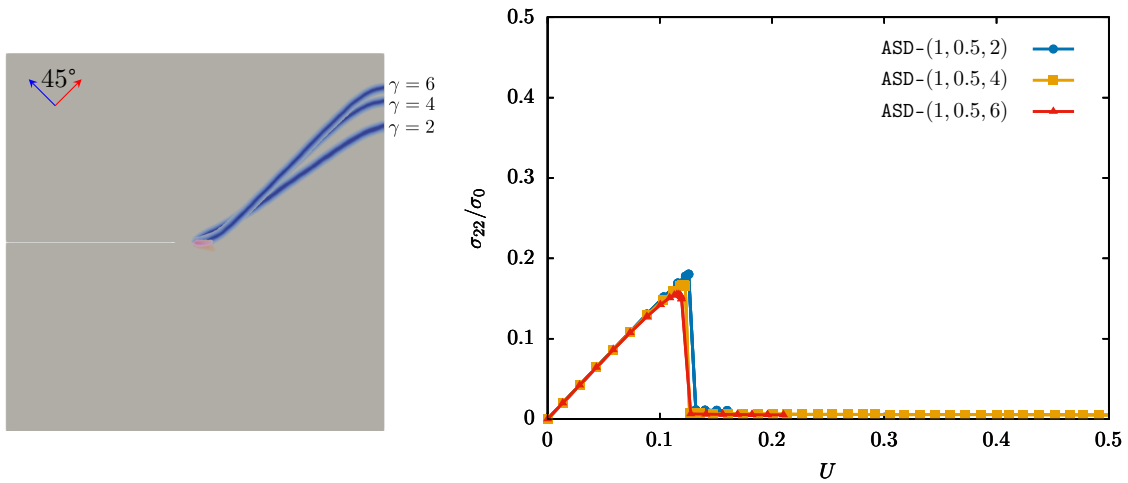 45°
γ = 6
γ = 4
γ = 2
0.5
0.4
0.3
0.2
0.1
0
σ₂₂/σ₀
ASD-(1, 0.5, 2)
ASD-(1, 0.5, 4)
ASD-(1, 0.5, 6)
0 0.1 0.2 0.3 0.4 0.5
U